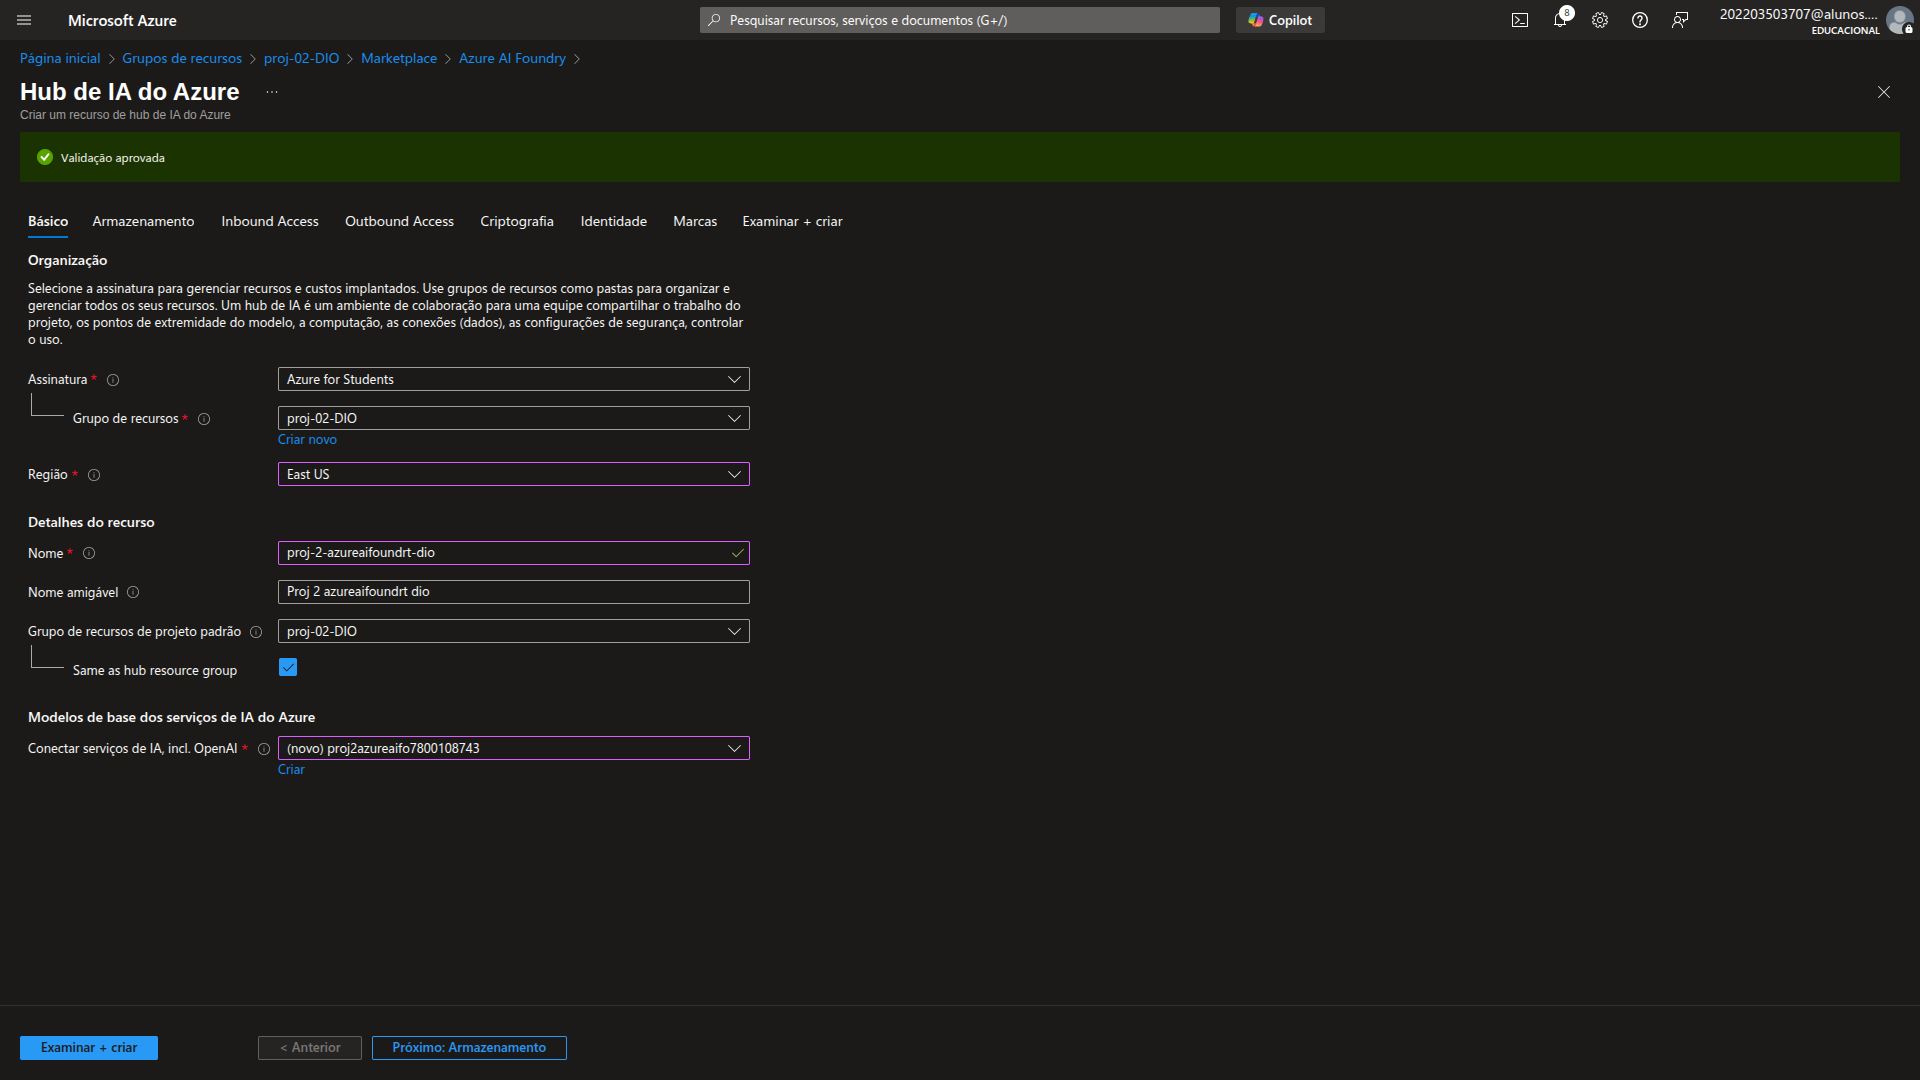 Microsoft Azure
Pesquisar recursos, serviços e documentos (G+/)
Copilot
8
202203503707@alunos....
EDUCACIONAL
Página inicial > Grupos de recursos > proj-02-DIO > Marketplace > Azure AI Foundry >
Hub de IA do Azure ...
Criar um recurso de hub de IA do Azure
Validação aprovada
Básico Armazenamento Inbound Access Outbound Access Criptografia Identidade Marcas Examinar + criar
Organização
Selecione a assinatura para gerenciar recursos e custos implantados. Use grupos de recursos como pastas para organizar e
gerenciar todos os seus recursos. Um hub de IA é um ambiente de colaboração para uma equipe compartilhar o trabalho do
projeto, os pontos de extremidade do modelo, a computação, as conexões (dados), as configurações de segurança, controlar
o uso.
Assinatura * Azure for Students
Grupo de recursos * proj-02-DIO
Criar novo
Região * East US
Detalhes do recurso
Nome * proj-2-azureaifoundrt-dio
Nome amigável Proj 2 azureaifoundrt dio
Grupo de recursos de projeto padrão proj-02-DIO
Same as hub resource group
Modelos de base dos serviços de IA do Azure
Conectar serviços de IA, incl. OpenAI * (novo) proj2azureaifo7800108743
Criar
Examinar + criar
< Anterior
Próximo: Armazenamento